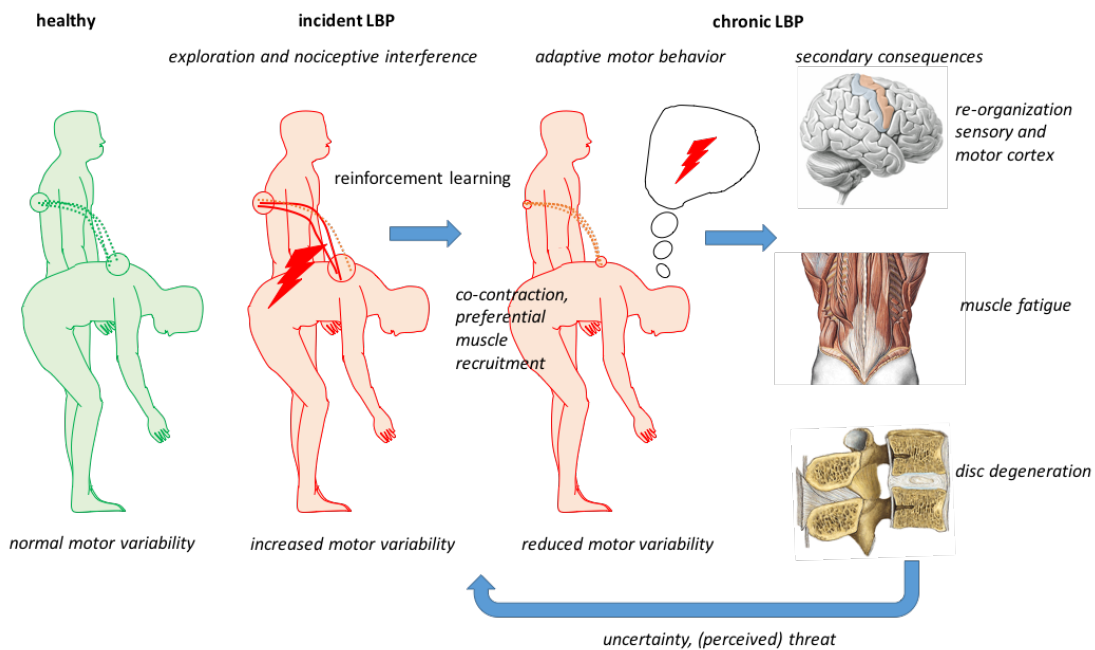 healthy
incident LBP
chronic LBP
exploration and nociceptive interference
adaptive motor behavior
secondary consequences
re-organization
sensory and
motor cortex
reinforcement learning
co-contraction,
preferential
muscle
recruitment
muscle fatigue
disc degeneration
normal motor variability
increased motor variability
reduced motor variability
uncertainty, (perceived) threat